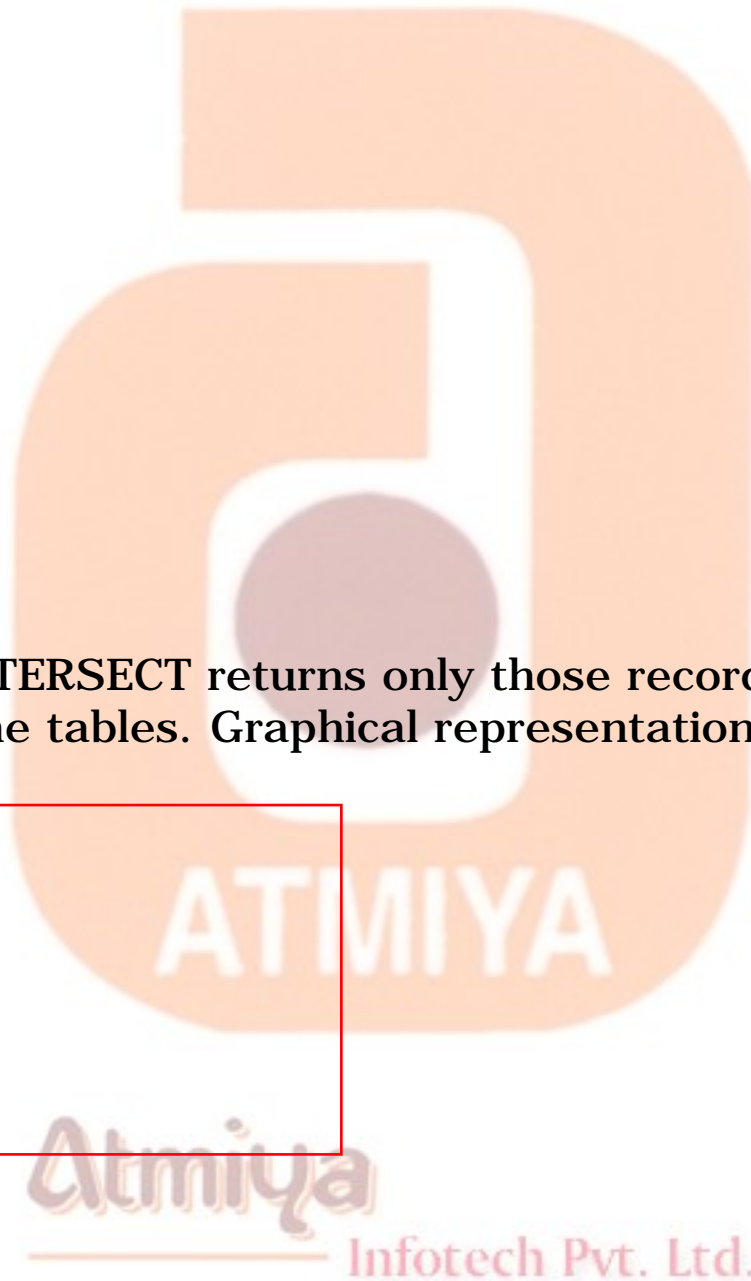 TERSECT returns only those record
e tables. Graphical representation
ATMIYA
Atmiya
Infotech Pvt. Ltd.